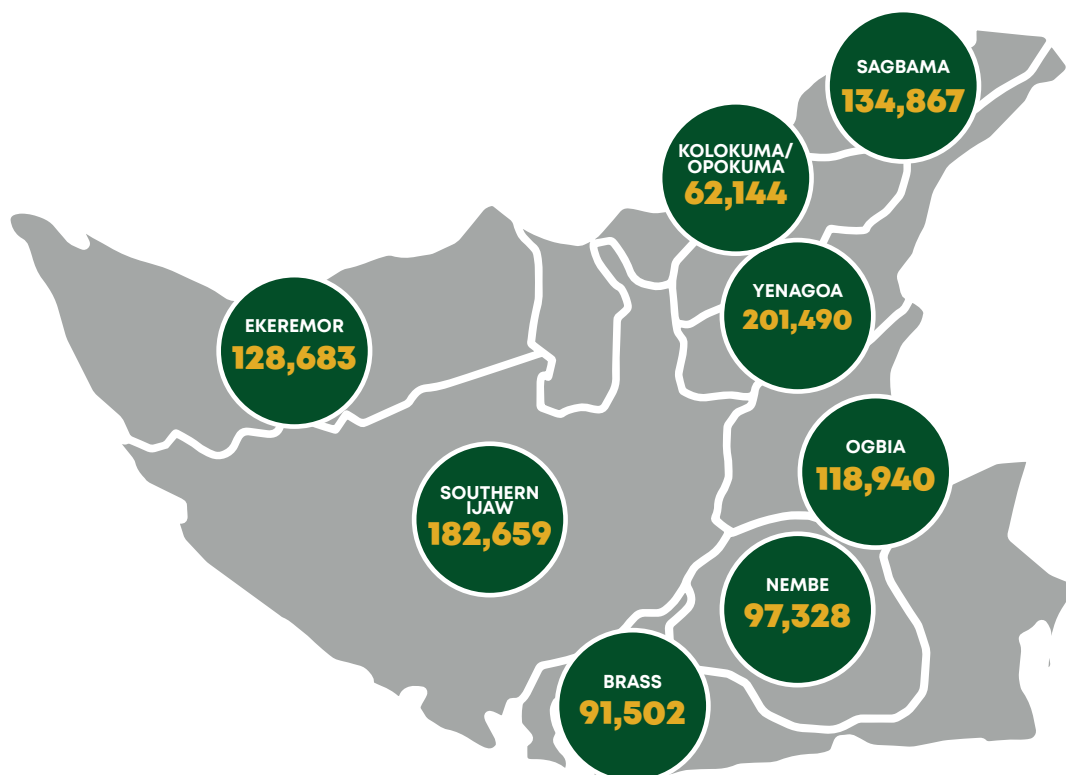 SAGBAMA
134,867
KOLOKUMA/
OPOKUMA
62,144
YENAGOA
201,490
EKEREMOR
128,683
OGBIA
118,940
SOUTHERN
IJAW
182,659
NEMBE
97,328
BRASS
91,502